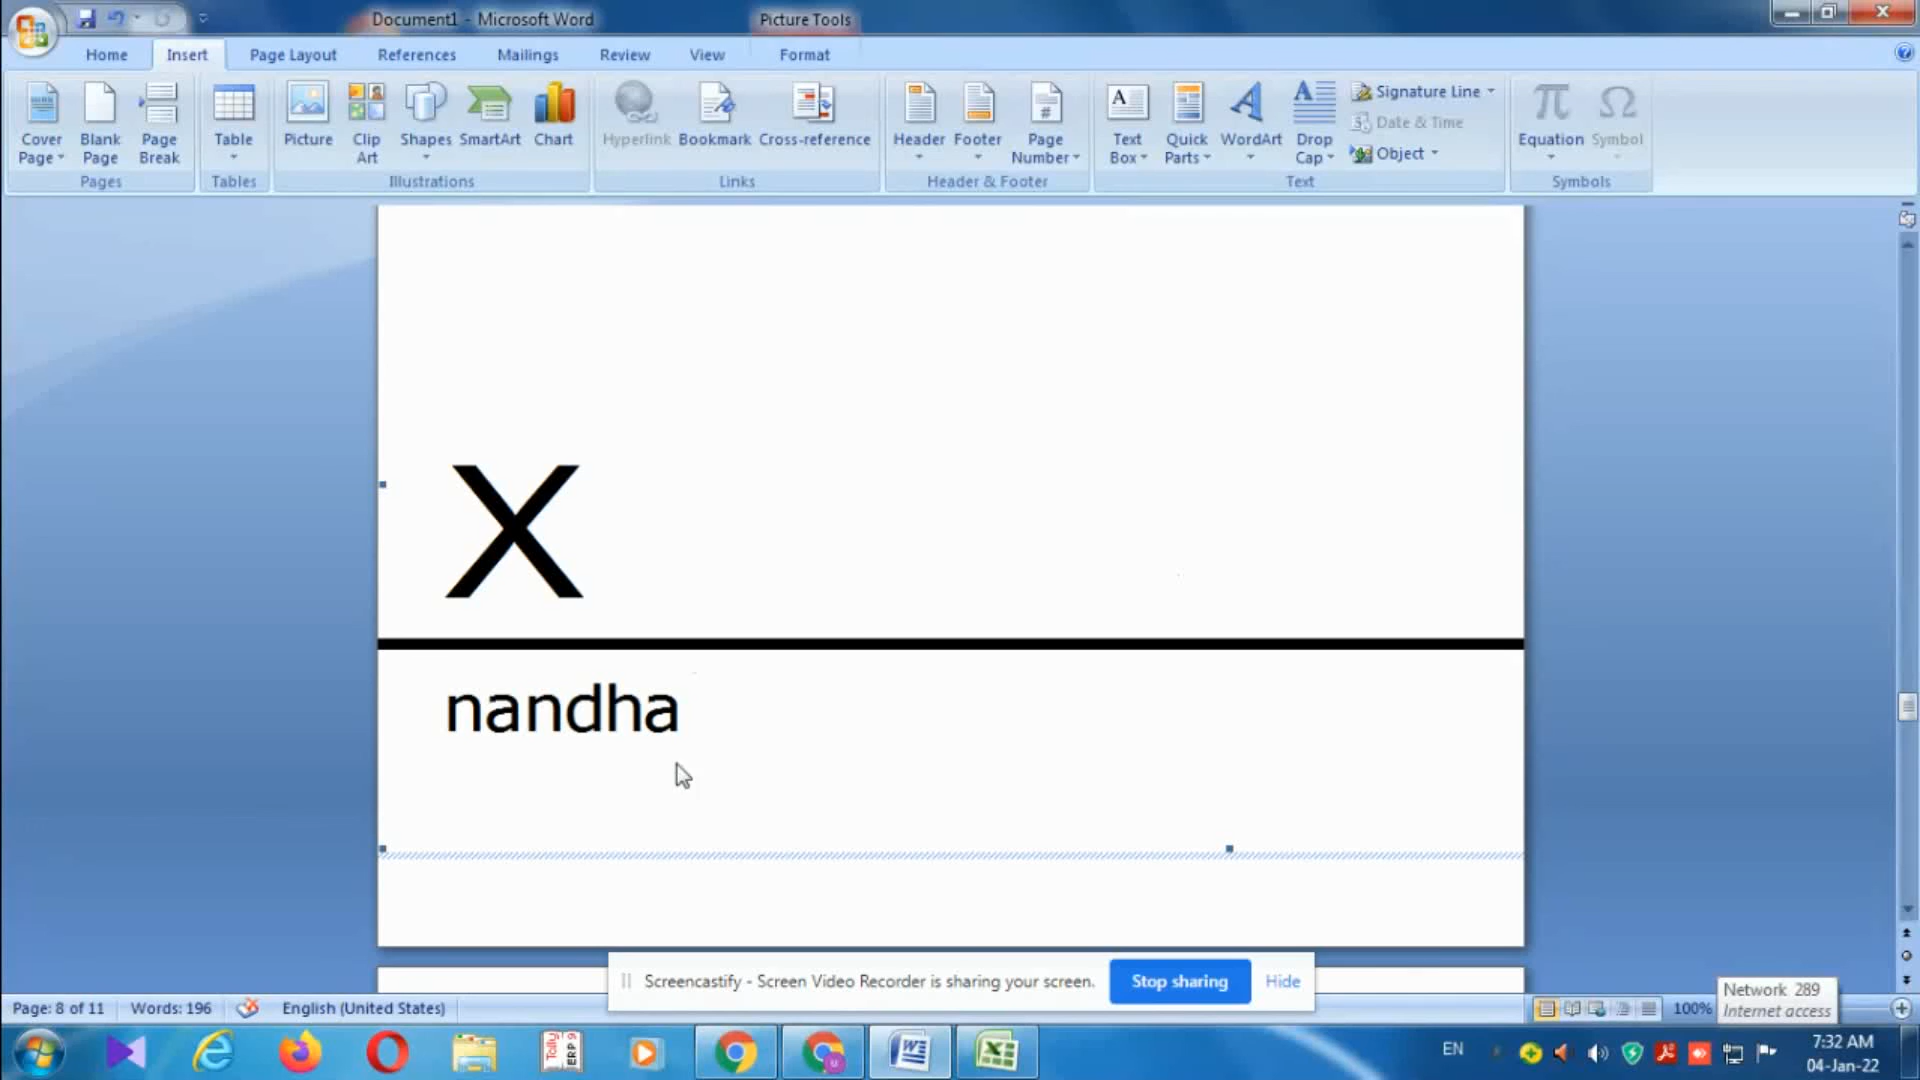 Document1 - Microsoft Word
Picture Tools
Home
Insert
Page Layout
References
Mailings
Review
View
Format
Cover Page
Blank Page
Page Break
Pages
Table
Tables
Picture
Clip Art
Shapes
SmartArt
Chart
Illustrations
Hyperlink
Bookmark
Cross-reference
Links
Header
Footer
Page Number
Header & Footer
Text Box
Quick Parts
WordArt
Drop Cap
Signature Line
Date & Time
Object
Text
Equation
Symbol
Symbols
X
nandha
Screencastify - Screen Video Recorder is sharing your screen.
Stop sharing
Hide
Page: 8 of 11
Words: 196
English (United States)
100%
Network 289
Internet access
Tally ERP 9
EN
7:32 AM
04-Jan-22